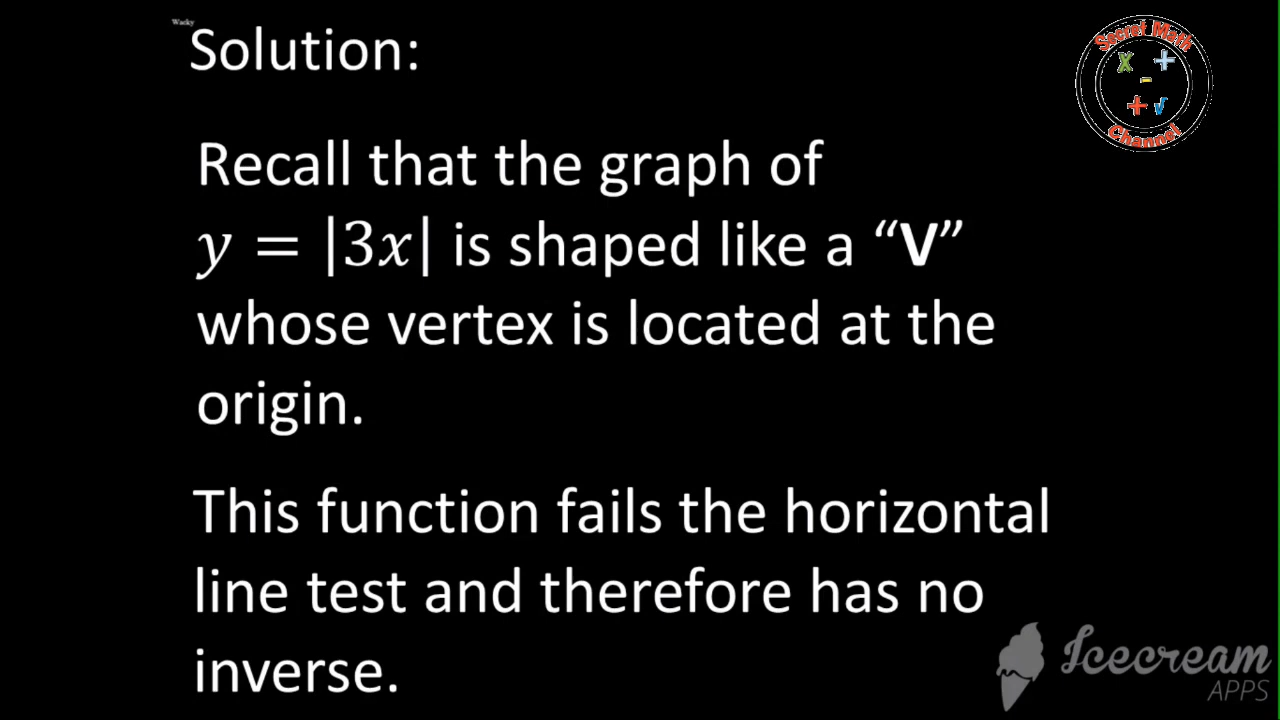 Wacky
Solution:
Secret Math
Channel
Recall that the graph of
y = |3x| is shaped like a “V”
whose vertex is located at the
origin.
This function fails the horizontal
line test and therefore has no
inverse.
Icecream
APPS